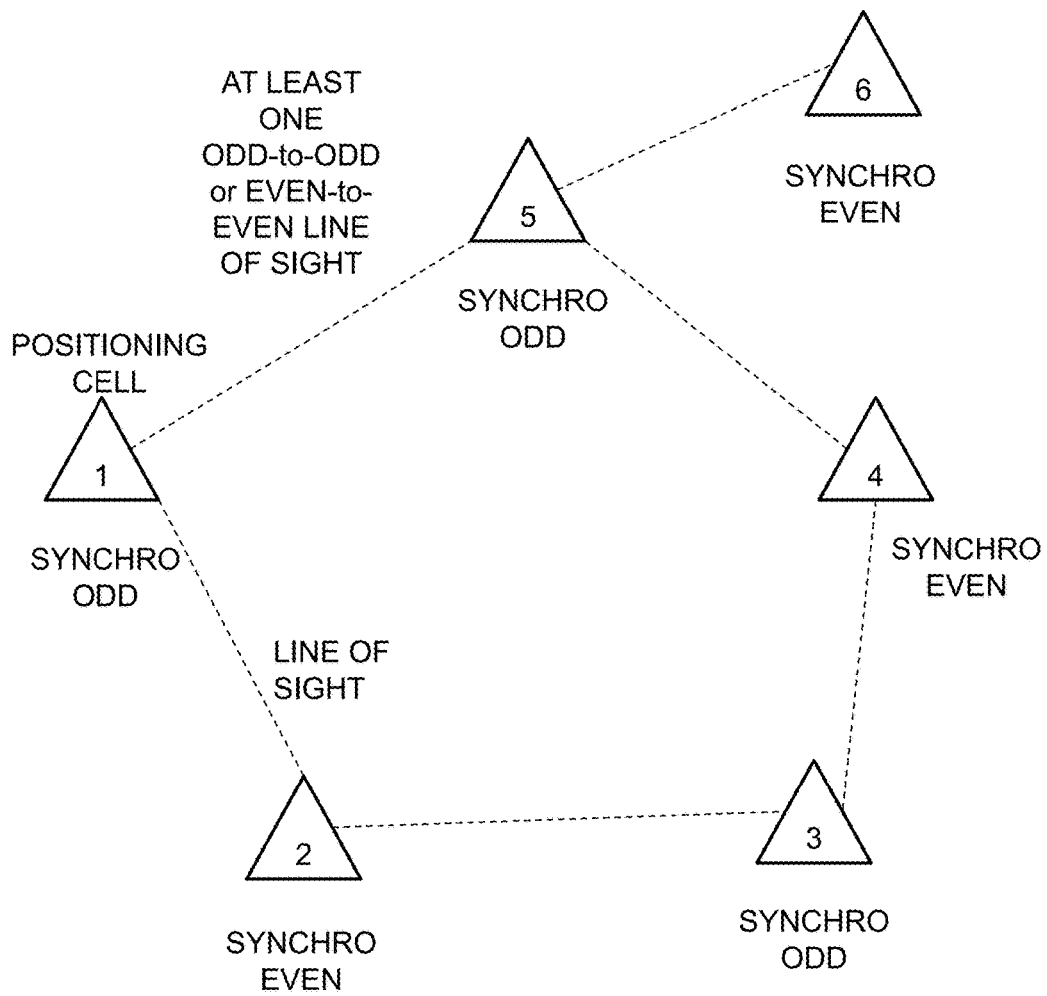 6
SYNCHRO
EVEN
AT LEAST
ONE
ODD-to-ODD
or EVEN-to-
EVEN LINE
OF SIGHT
5
SYNCHRO
ODD
POSITIONING
CELL
1
SYNCHRO
ODD
4
SYNCHRO
EVEN
LINE OF
SIGHT
2
SYNCHRO
EVEN
3
SYNCHRO
ODD